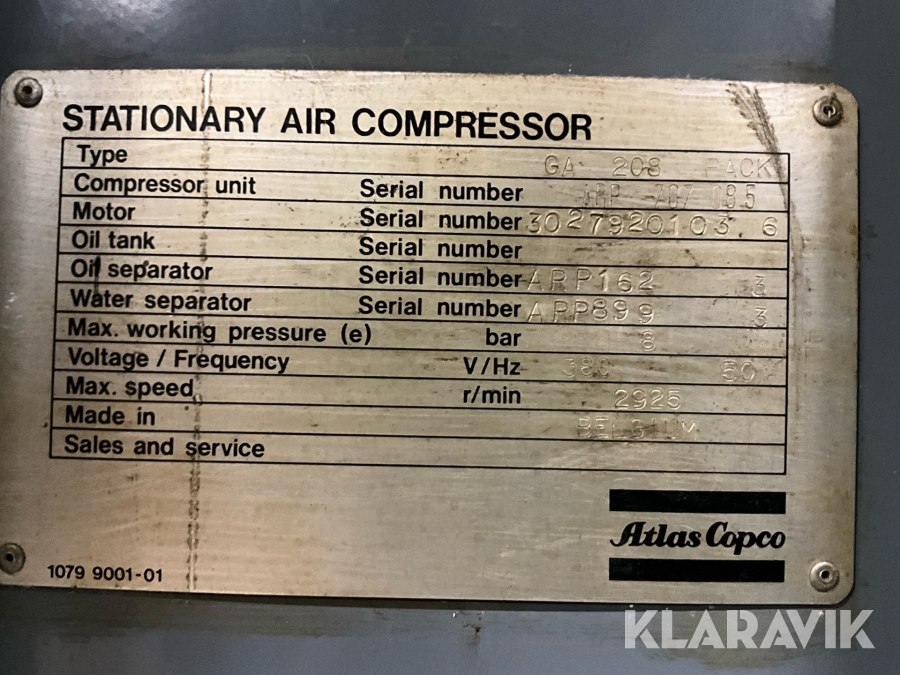 STATIONARY AIR COMPRESSOR
Type GA 208 PACK
Compressor unit Serial number ARP 707 085
Motor Serial number 3027920103.6
Oil tank Serial number
Oil separator Serial number ARP162 3
Water separator Serial number ARP899 3
Max. working pressure (e) bar 8
Voltage / Frequency V/Hz 380 50
Max. speed r/min 2925
Made in BELGIUM
Sales and service
Atlas Copco
1079 9001-01
KLARAVIK